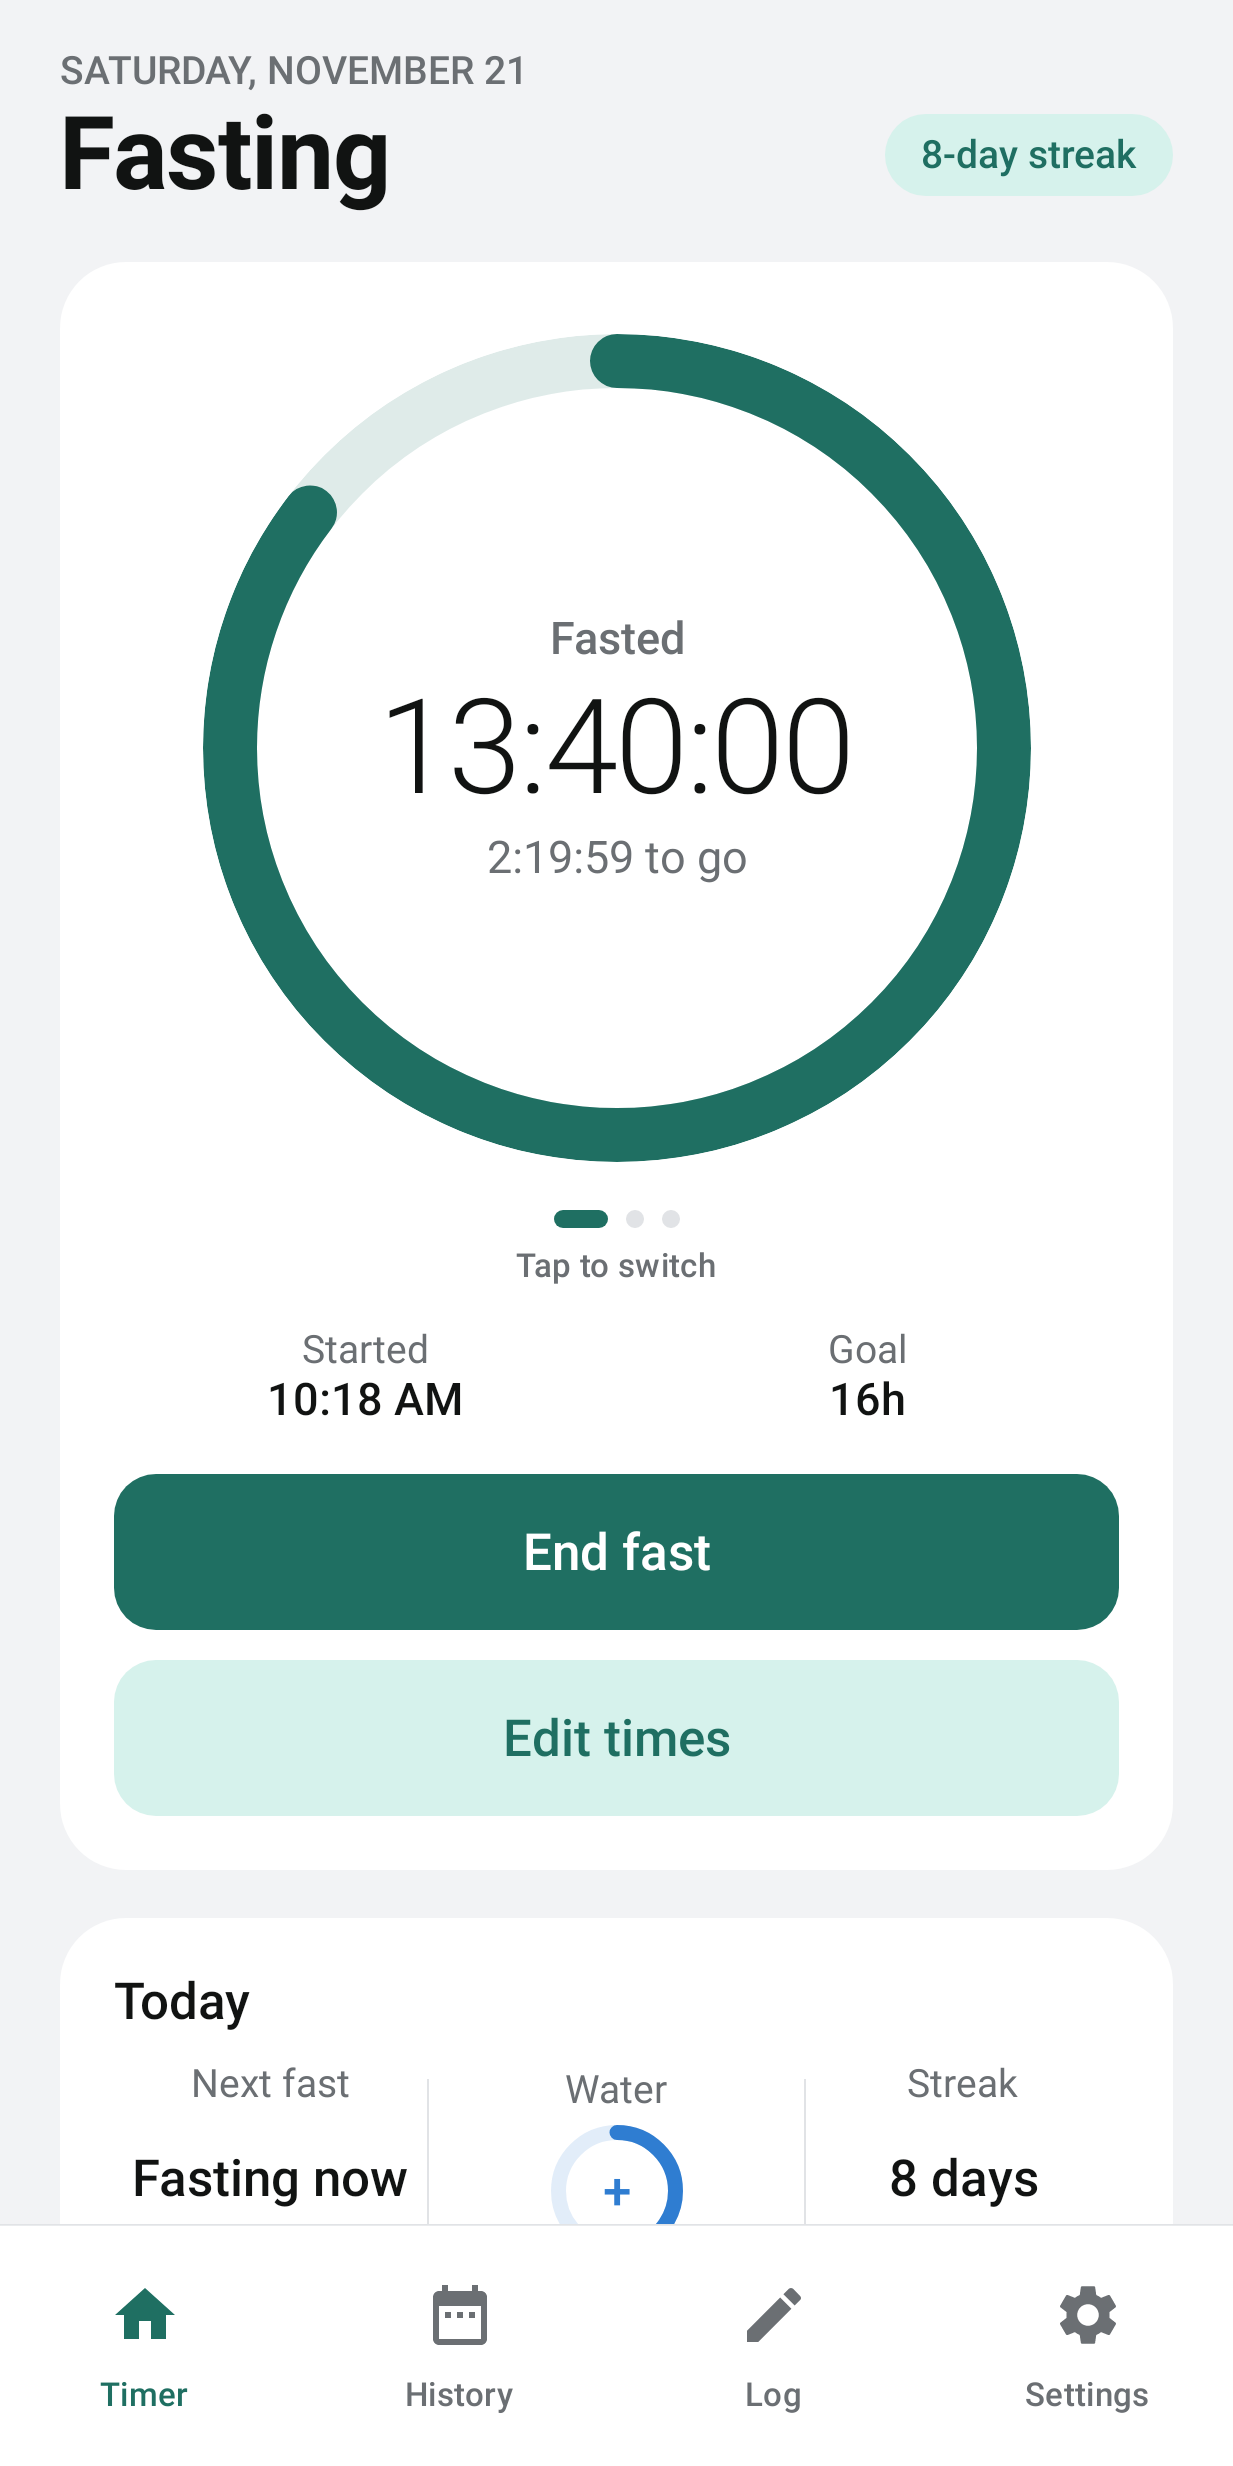 SATURDAY, NOVEMBER 21
Fasting
8-day streak
Fasted
13:40:00
2:19:59 to go
Tap to switch
Started
10:18 AM
Goal
16h
End fast
Edit times
Today
Next fast
Fasting now
Water
+
Streak
8 days
Timer
History
Log
Settings